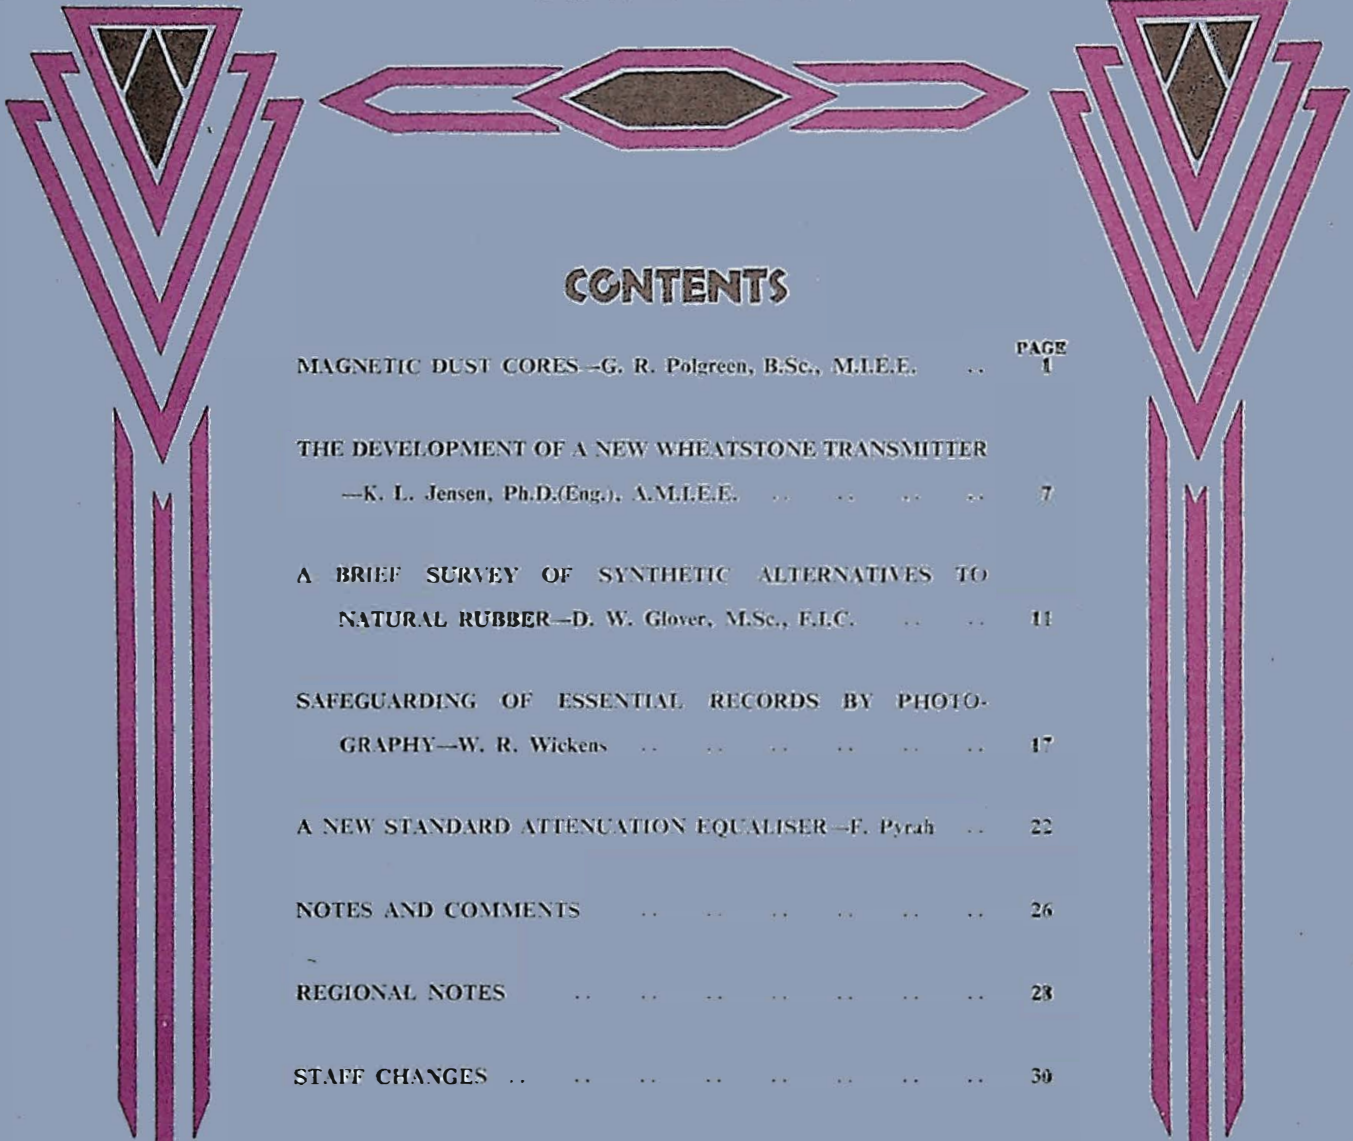 CONTENTS
PAGE
MAGNETIC DUST CORES—G. R. Polgreen, B.Sc., M.I.E.E. .. 1
THE DEVELOPMENT OF A NEW WHEATSTONE TRANSMITTER
—K. L. Jensen, Ph.D.(Eng.), A.M.I.E.E. .. .. .. .. 7
A BRIEF SURVEY OF SYNTHETIC ALTERNATIVES TO
NATURAL RUBBER—D. W. Glover, M.Sc., F.I.C. .. .. 11
SAFEGUARDING OF ESSENTIAL RECORDS BY PHOTO-
GRAPHY—W. R. Wickens .. .. .. .. .. .. 17
A NEW STANDARD ATTENUATION EQUALISER—F. Pyrah .. 22
NOTES AND COMMENTS .. .. .. .. .. .. 26
REGIONAL NOTES .. .. .. .. .. .. .. 28
STAFF CHANGES .. .. .. .. .. .. .. .. 30